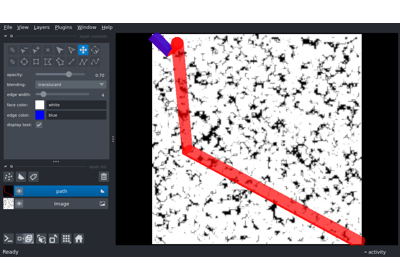 File View Layers Plugins Window Help
opacity: 0.70
blending: translucent
edge width: 4
face color: white
edge color: blue
display text:
path
Image
Ready
activity